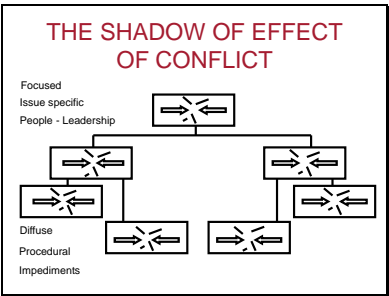 THE SHADOW OF EFFECT
OF CONFLICT
Focused
Issue specific
People - Leadership
Diffuse
Procedural
Impediments